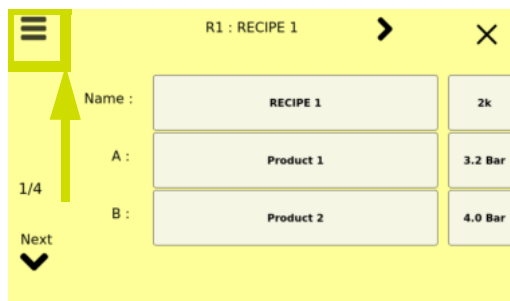 R1 : RECIPE 1
Name : RECIPE 1 2k
A : Product 1 3.2 Bar
1/4
B : Product 2 4.0 Bar
Next